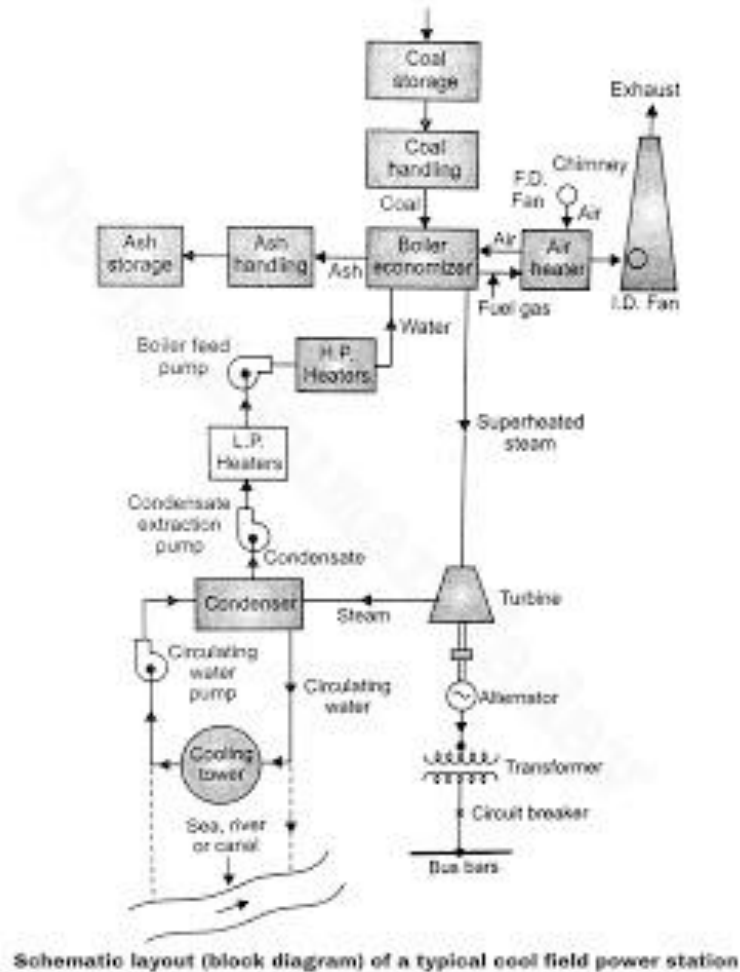 Coal
storage
Exhaust
Coal
handling
Chimney
F.D.
Fan
Air
Coal
Ash
storage
Ash
handling
Ash
Boiler
economizer
Air
Air
heater
Fuel gas
I.D. Fan
Water
Boiler feed
pump
H.P.
Heaters
Superheated
steam
L.P.
Heaters
Condensate
extraction
pump
Condensate
Condenser
Steam
Turbine
Circulating
water
pump
Circulating
water
Alternator
Cooling
tower
Transformer
Sea, river
or canal
Circuit breaker
Bus bars
Schematic layout (block diagram) of a typical cool field power station